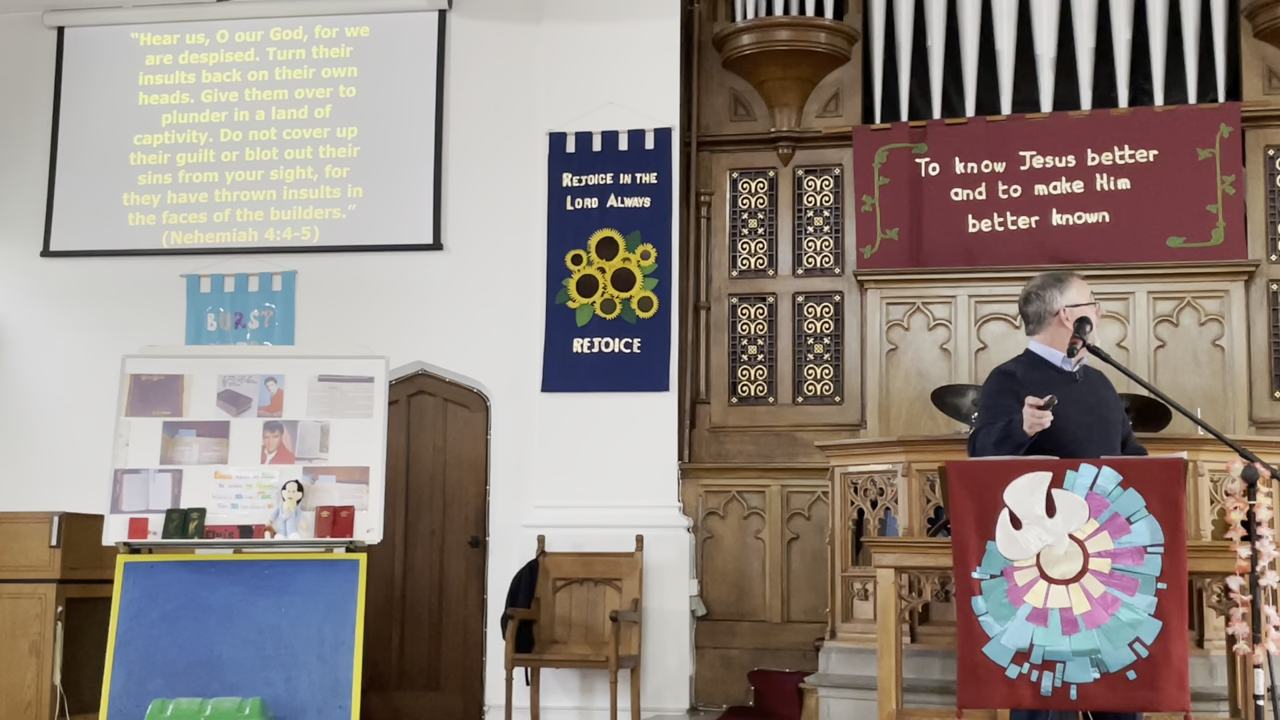 “Hear us, O our God, for we
are despised. Turn their
insults back on their own
heads. Give them over to
plunder in a land of
captivity. Do not cover up
their guilt or blot out their
sins from your sight, for
they have thrown insults in
the faces of the builders.”
(Nehemiah 4:4-5)
BURST
REJOICE IN THE
LORD ALWAYS
REJOICE
To know Jesus better
and to make Him
better known